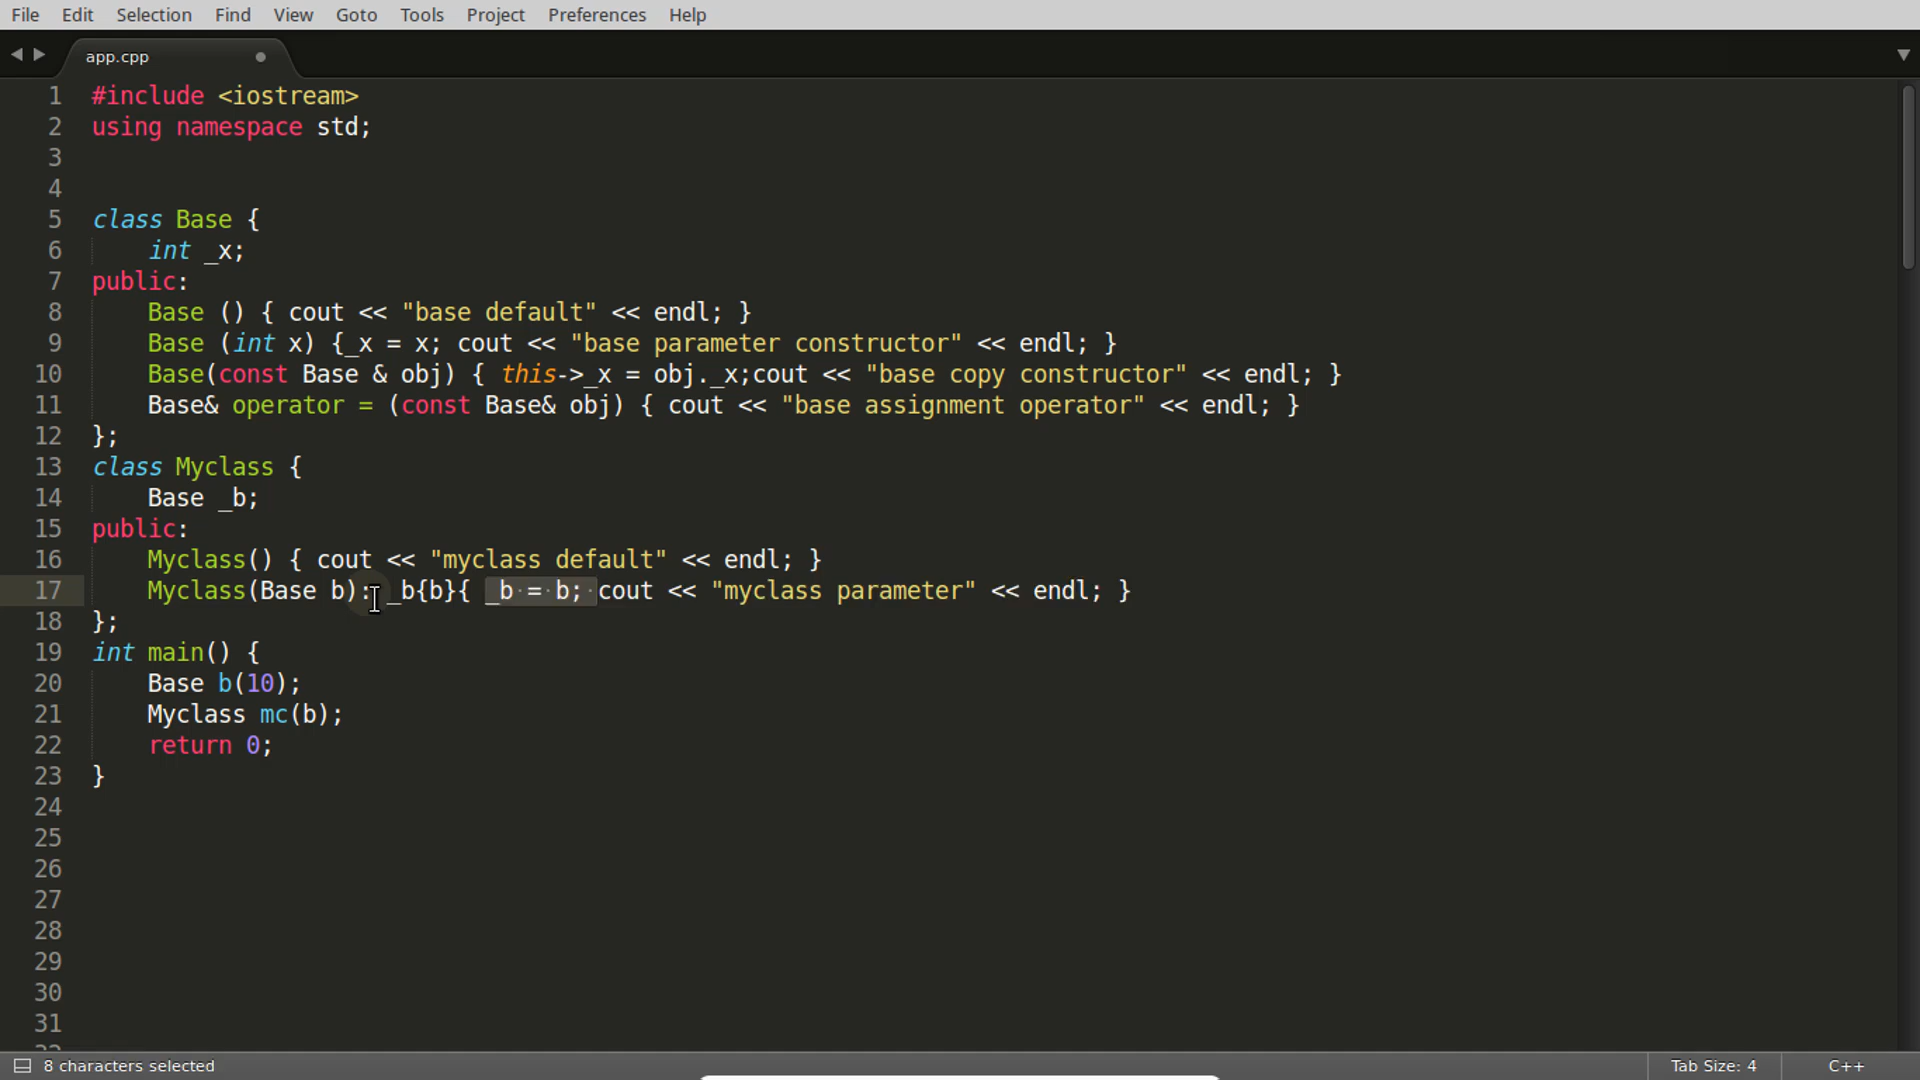 File Edit Selection Find View Goto Tools Project Preferences Help
app.cpp
1 #include <iostream>
2 using namespace std;
3
4
5 class Base {
6     int _x;
7 public:
8     Base () { cout << "base default" << endl; }
9     Base (int x) {_x = x; cout << "base parameter constructor" << endl; }
10     Base(const Base & obj) { this->_x = obj._x;cout << "base copy constructor" << endl; }
11     Base& operator = (const Base& obj) { cout << "base assignment operator" << endl; }
12 };
13 class Myclass {
14     Base _b;
15 public:
16     Myclass() { cout << "myclass default" << endl; }
17     Myclass(Base b): _b{b}{ _b = b; cout << "myclass parameter" << endl; }
18 };
19 int main() {
20     Base b(10);
21     Myclass mc(b);
22     return 0;
23 }
24
25
26
27
28
29
30
31
8 characters selected Tab Size: 4 C++